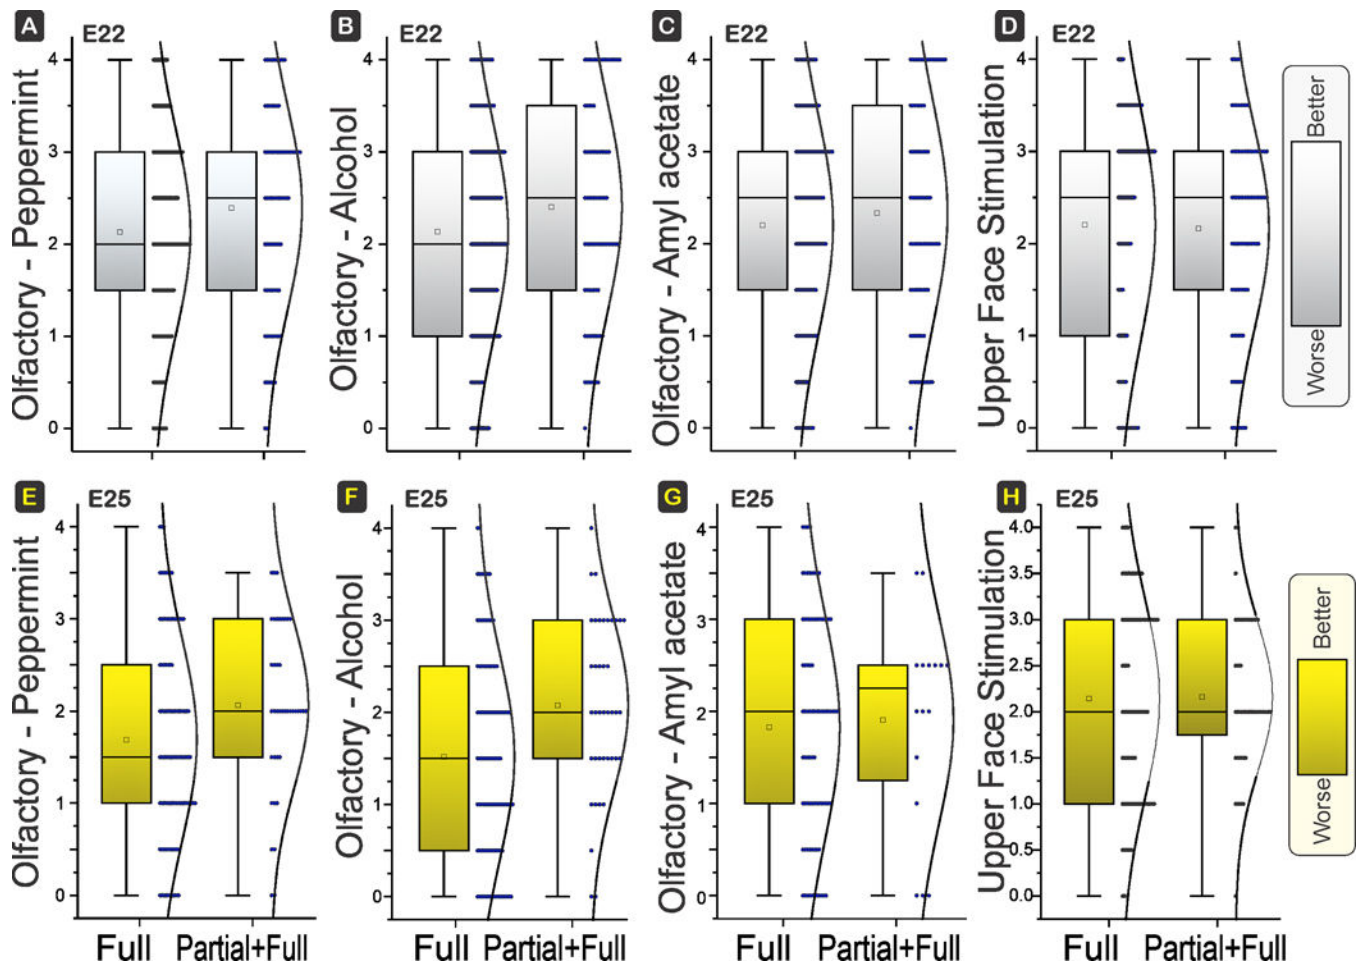 A
E22
Olfactory - Peppermint
4
3
2
1
0
B
E22
Olfactory - Alcohol
4
3
2
1
0
C
E22
Olfactory - Amyl acetate
4
3
2
1
0
D
E22
Upper Face Stimulation
4
3
2
1
0
Better
Worse
E
E25
Olfactory - Peppermint
4
3
2
1
0
Full
Partial+Full
F
E25
Olfactory - Alcohol
4
3
2
1
0
Full
Partial+Full
G
E25
Olfactory - Amyl acetate
4
3
2
1
0
Full
Partial+Full
H
E25
Upper Face Stimulation
4.0
3.5
3.0
2.5
2.0
1.5
1.0
0.5
0.0
Full
Partial+Full
Better
Worse